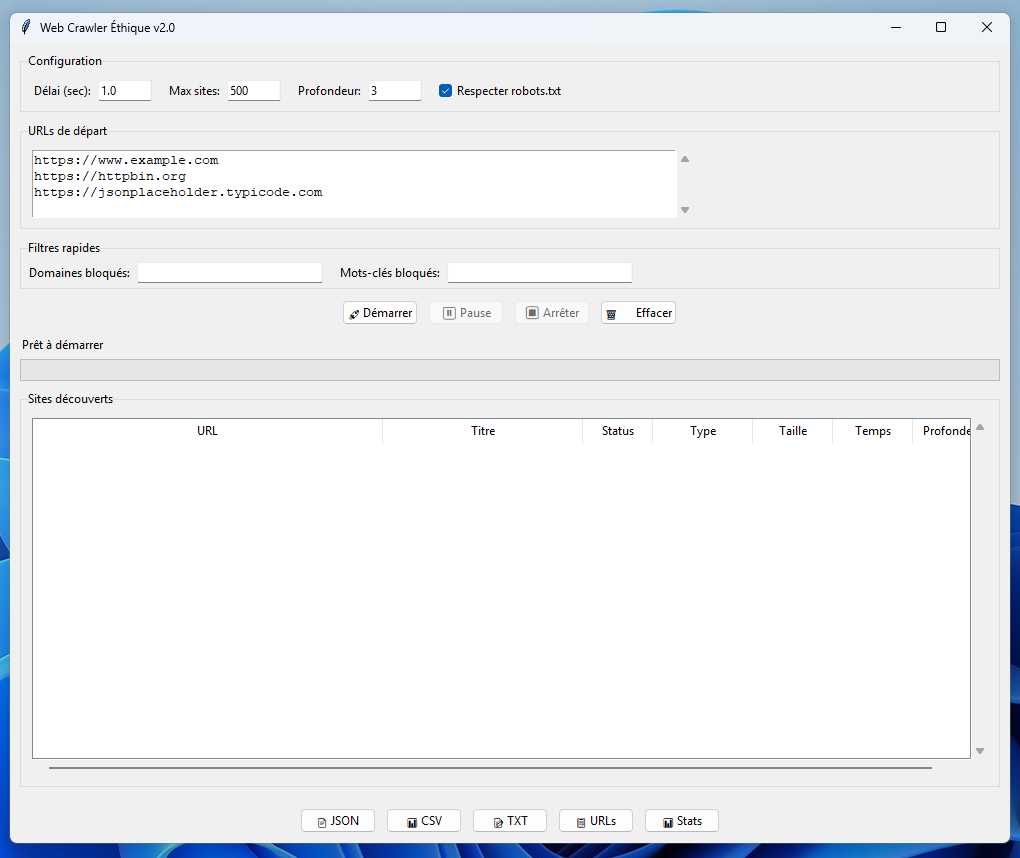 Web Crawler Éthique v2.0
Configuration
Délai (sec): 1.0 Max sites: 500 Profondeur: 3 Respecter robots.txt
URLs de départ
https://www.example.com
https://httpbin.org
https://jsonplaceholder.typicode.com
Filtres rapides
Domaines bloqués: Mots-clés bloqués:
Démarrer Pause Arrêter Effacer
Prêt à démarrer
Sites découverts
URL Titre Status Type Taille Temps Profonde
JSON CSV TXT URLs Stats